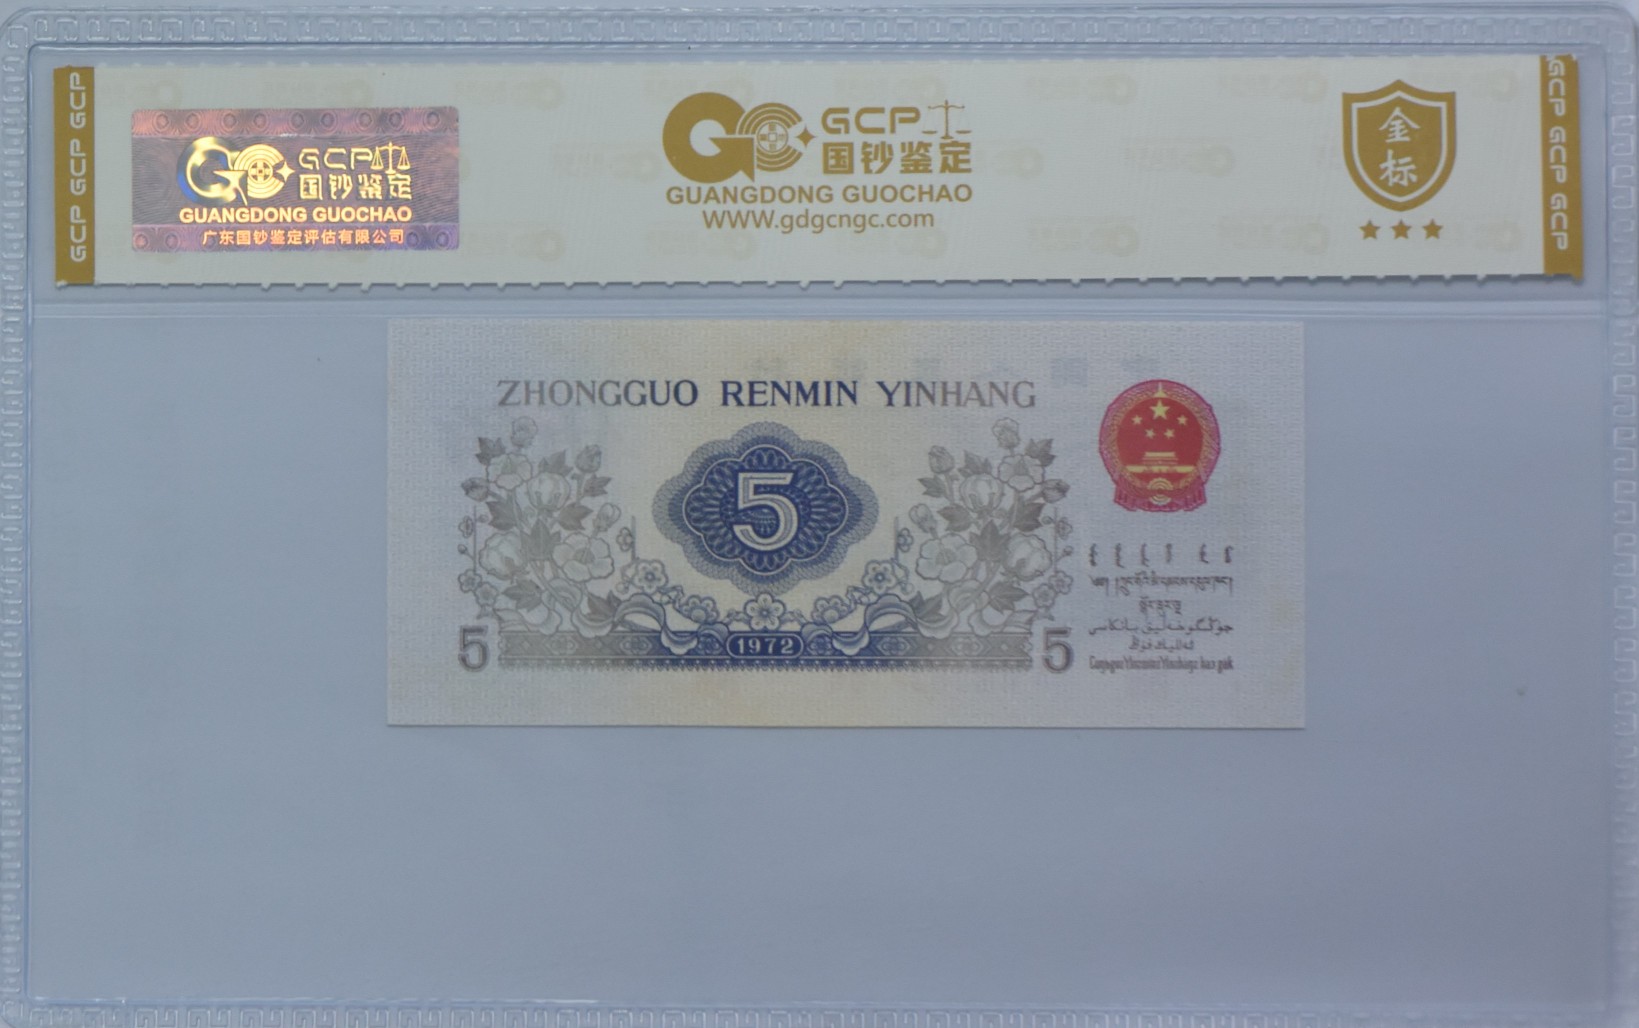 GCP GCP GCP
GCP 国钞鉴定
GUANGDONG GUOCHAO
广东国钞鉴定评估有限公司
GCP
国钞鉴定
GUANGDONG GUOCHAO
WWW.gdgcngc.com
金标
GCP GCP GCP
ZHONGGUO RENMIN YINHANG
5
5
1972
5